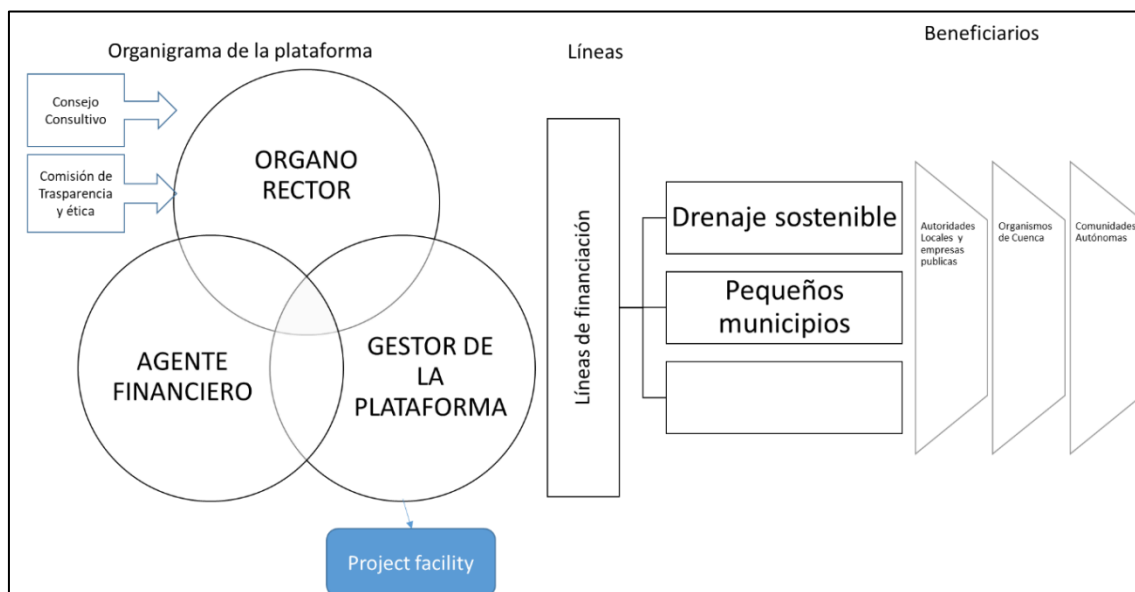 Organigrama de la plataforma
Líneas
Beneficiarios
Consejo
Consultivo
Comisión de
Trasparencia
y ética
ORGANO
RECTOR
AGENTE
FINANCIERO
GESTOR DE
LA
PLATAFORMA
Project facility
Líneas de financiación
Drenaje sostenible
Pequeños
municipios
Autoridades
Locales y
empresas
publicas
Organismos
de Cuenca
Comunidades
Autónomas